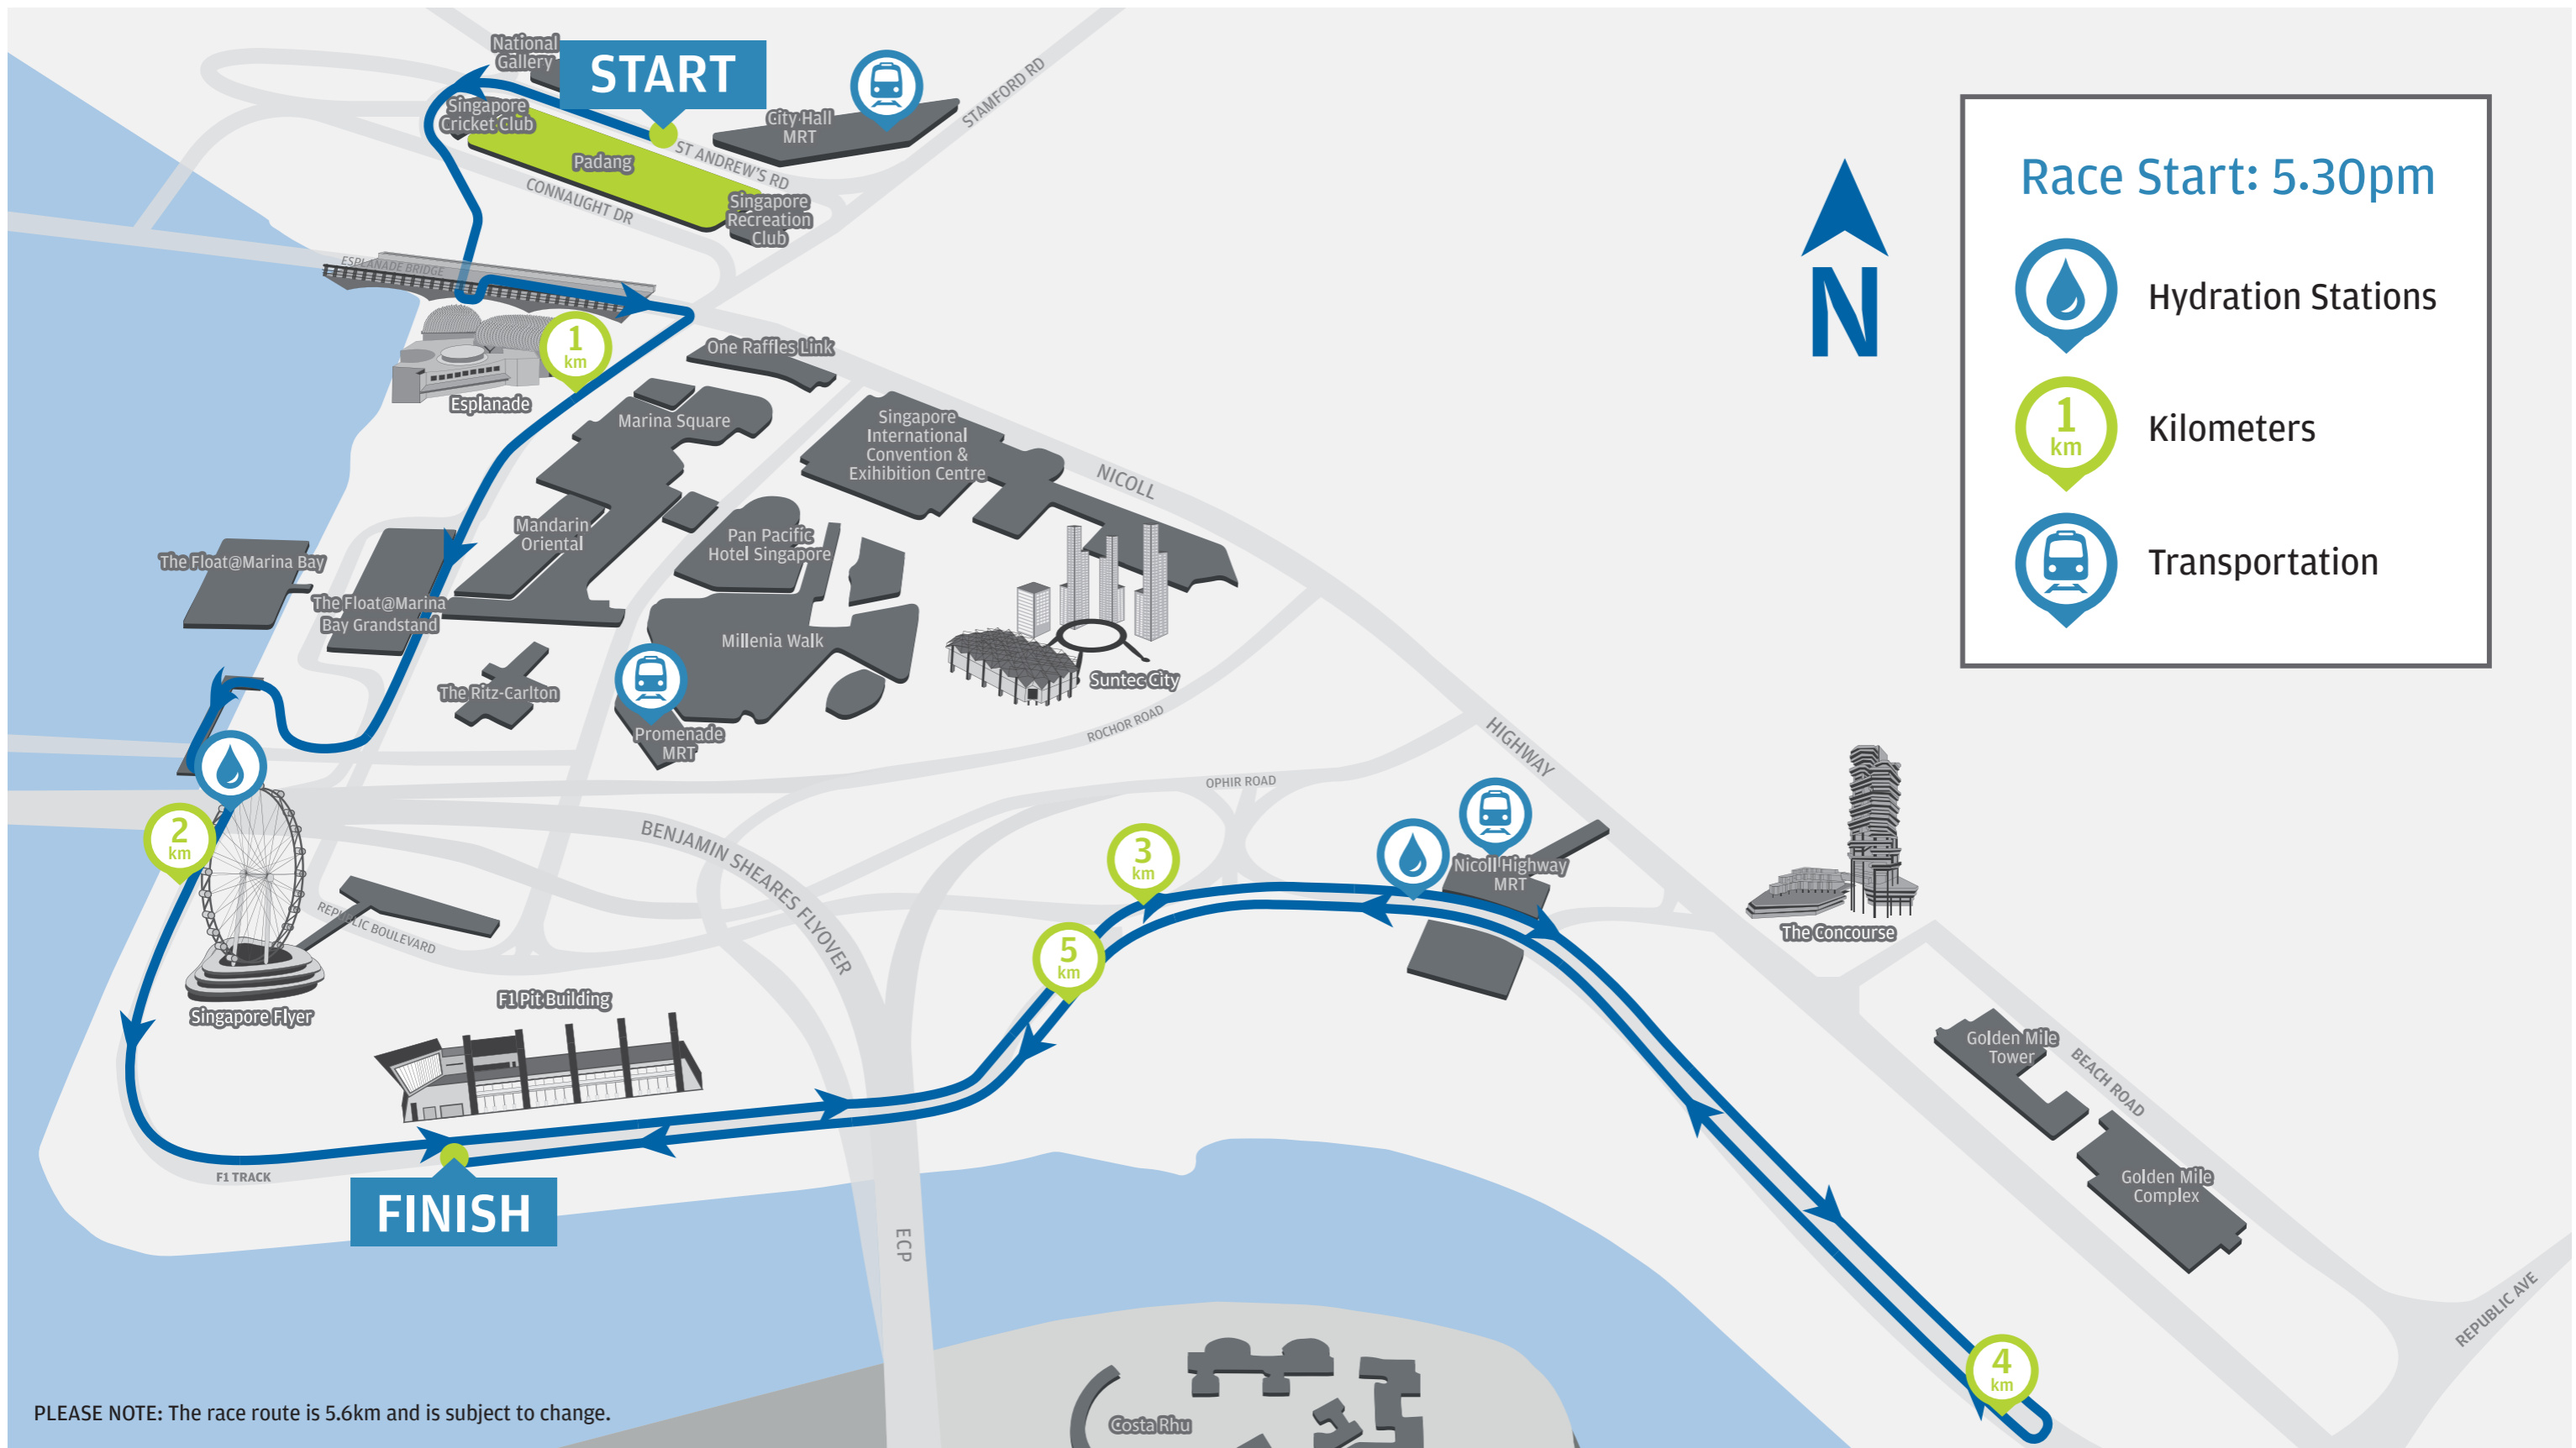 National
Gallery
START
Singapore
Cricket Club
City Hall
MRT
STAMFORD RD
Padang
ST ANDREW'S RD
CONNAUGHT DR
Singapore
Recreation
Club
Race Start: 5.30pm
N
Hydration Stations
1
km
Kilometers
Transportation
ESPLANADE BRIDGE
1
km
Esplanade
One Raffles Link
Marina Square
Singapore
International
Convention &
Exihibition Centre
NICOLL
Mandarin
Oriental
Pan Pacific
Hotel Singapore
The Float@Marina Bay
The Float@Marina
Bay Grandstand
Millenia Walk
The Ritz-Carlton
Suntec City
Promenade
MRT
ROCHOR ROAD
HIGHWAY
OPHIR ROAD
2
km
BENJAMIN SHEARES FLYOVER
3
km
Nicoll Highway
MRT
REPUBLIC BOULEVARD
The Concourse
5
km
F1 Pit Building
Singapore Flyer
Golden Mile
Tower
BEACH ROAD
F1 TRACK
FINISH
Golden Mile
Complex
ECP
REPUBLIC AVE
4
km
Costa Rhu
PLEASE NOTE: The race route is 5.6km and is subject to change.